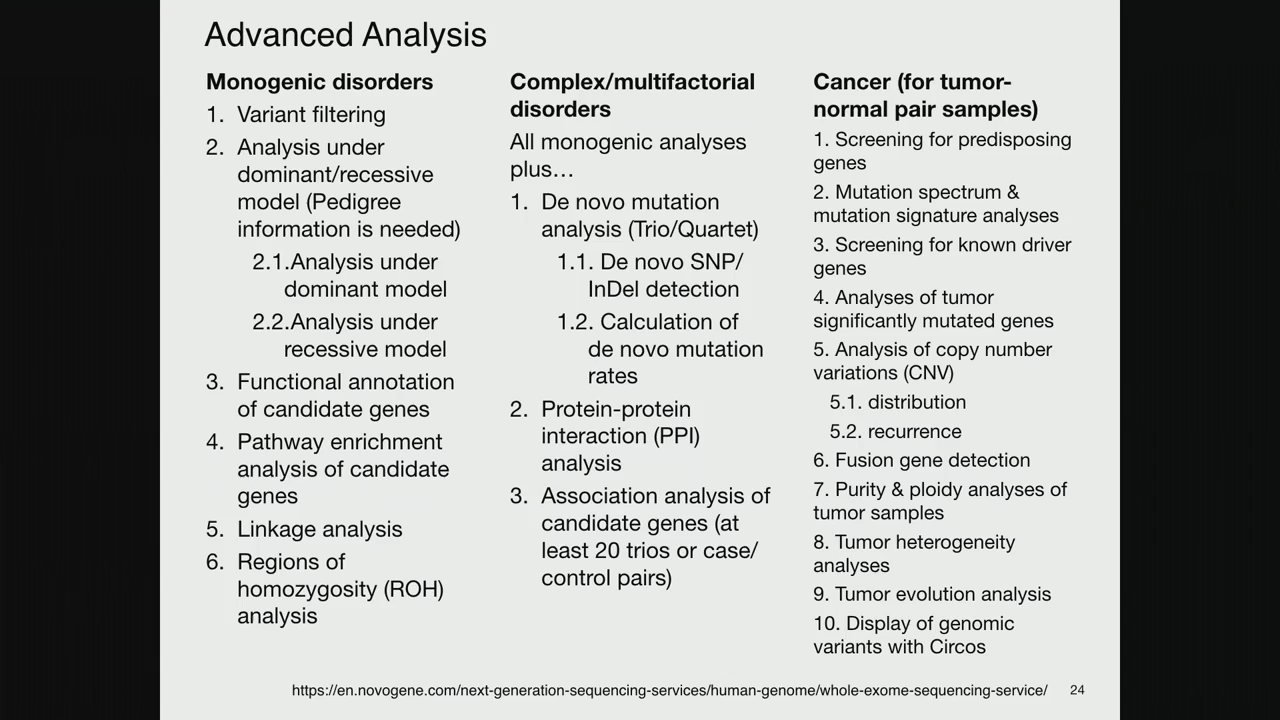 Advanced Analysis
Monogenic disorders
1. Variant filtering
2. Analysis under
dominant/recessive
model (Pedigree
information is needed)
2.1.Analysis under
dominant model
2.2.Analysis under
recessive model
3. Functional annotation
of candidate genes
4. Pathway enrichment
analysis of candidate
genes
5. Linkage analysis
6. Regions of
homozygosity (ROH)
analysis
Complex/multifactorial
disorders
All monogenic analyses
plus…
1. De novo mutation
analysis (Trio/Quartet)
1.1. De novo SNP/
InDel detection
1.2. Calculation of
de novo mutation
rates
2. Protein-protein
interaction (PPI)
analysis
3. Association analysis of
candidate genes (at
least 20 trios or case/
control pairs)
Cancer (for tumor-
normal pair samples)
1. Screening for predisposing
genes
2. Mutation spectrum &
mutation signature analyses
3. Screening for known driver
genes
4. Analyses of tumor
significantly mutated genes
5. Analysis of copy number
variations (CNV)
5.1. distribution
5.2. recurrence
6. Fusion gene detection
7. Purity & ploidy analyses of
tumor samples
8. Tumor heterogeneity
analyses
9. Tumor evolution analysis
10. Display of genomic
variants with Circos
https://en.novogene.com/next-generation-sequencing-services/human-genome/whole-exome-sequencing-service/ 24